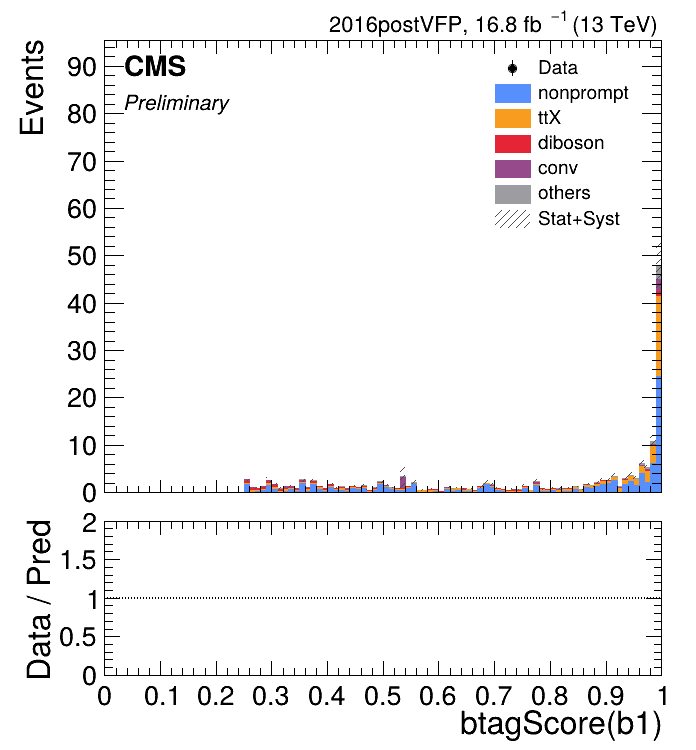 2016postVFP, 16.8 fb⁻¹ (13 TeV)
CMS
Preliminary
Data
nonprompt
ttX
diboson
conv
others
Stat+Syst
Events
90
80
70
60
50
40
30
20
10
0
Data / Pred
2
1.5
1
0.5
0
0 0.1 0.2 0.3 0.4 0.5 0.6 0.7 0.8 0.9 1
btagScore(b1)